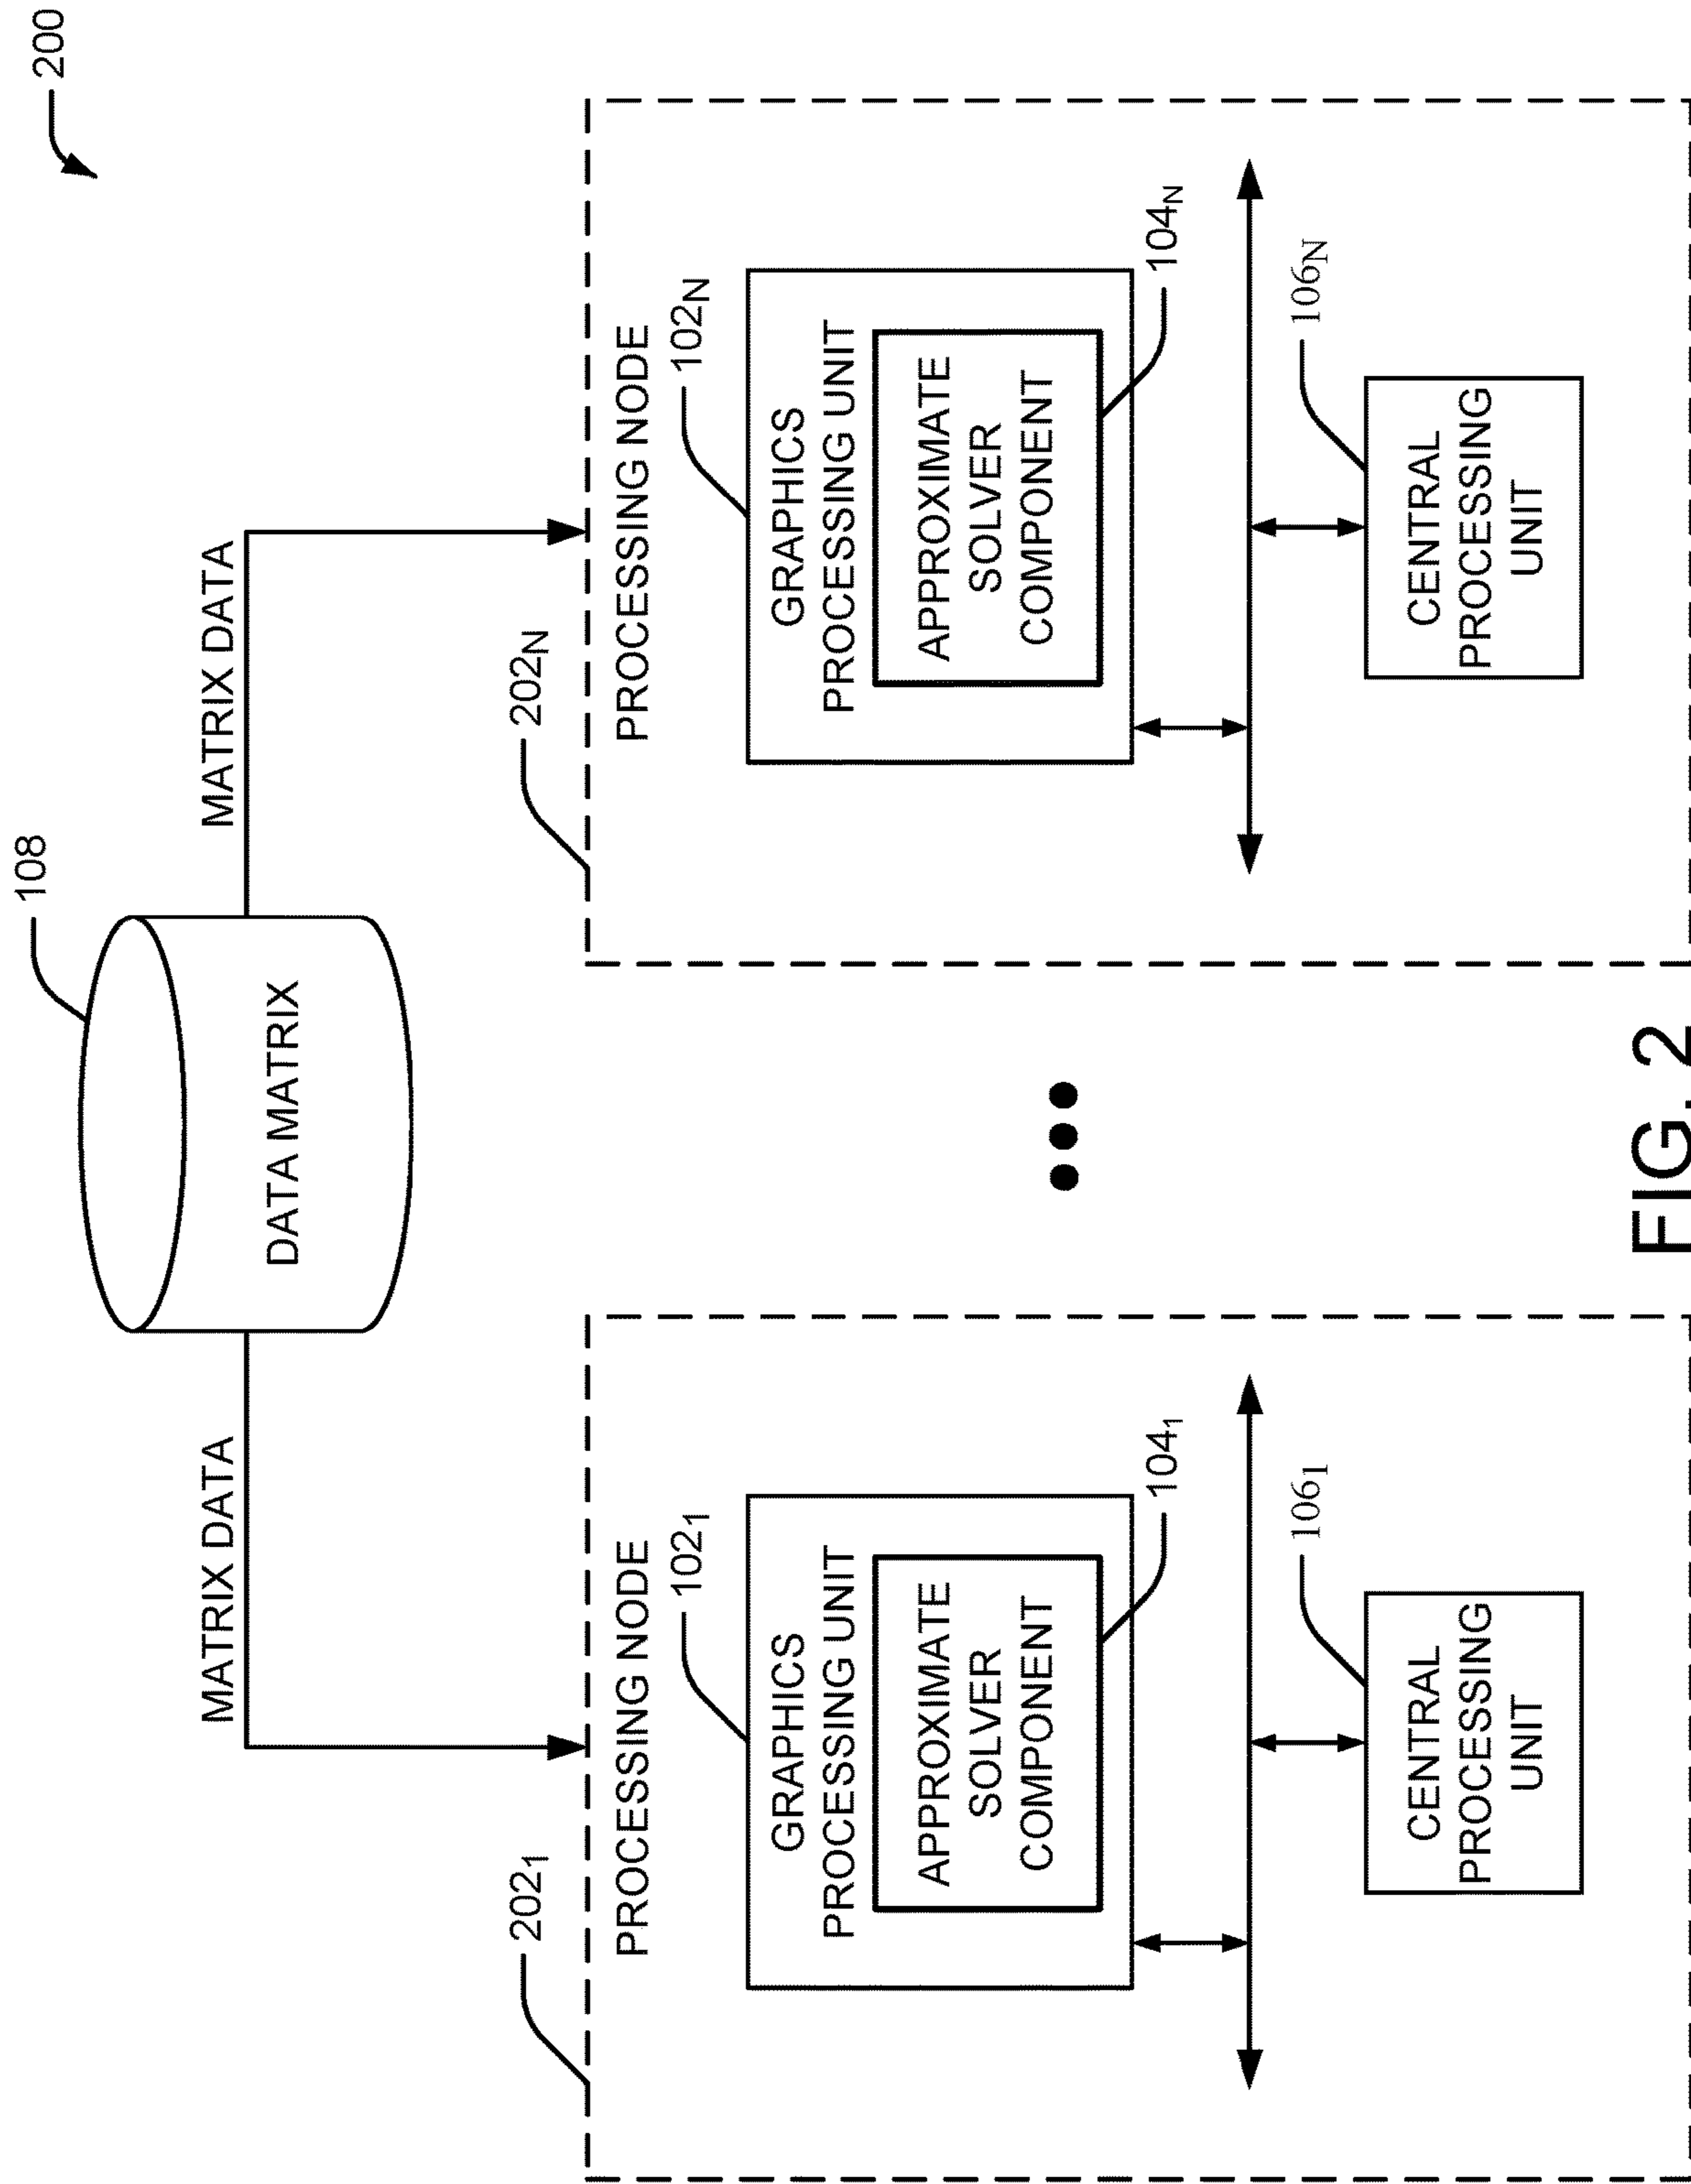 200
108
DATA MATRIX
MATRIX DATA
MATRIX DATA
202₁
PROCESSING NODE
102₁
GRAPHICS
PROCESSING UNIT
APPROXIMATE
SOLVER
COMPONENT
104₁
106₁
CENTRAL
PROCESSING
UNIT
202N
PROCESSING NODE
102N
GRAPHICS
PROCESSING UNIT
APPROXIMATE
SOLVER
COMPONENT
104N
106N
CENTRAL
PROCESSING
UNIT
FIG. 2